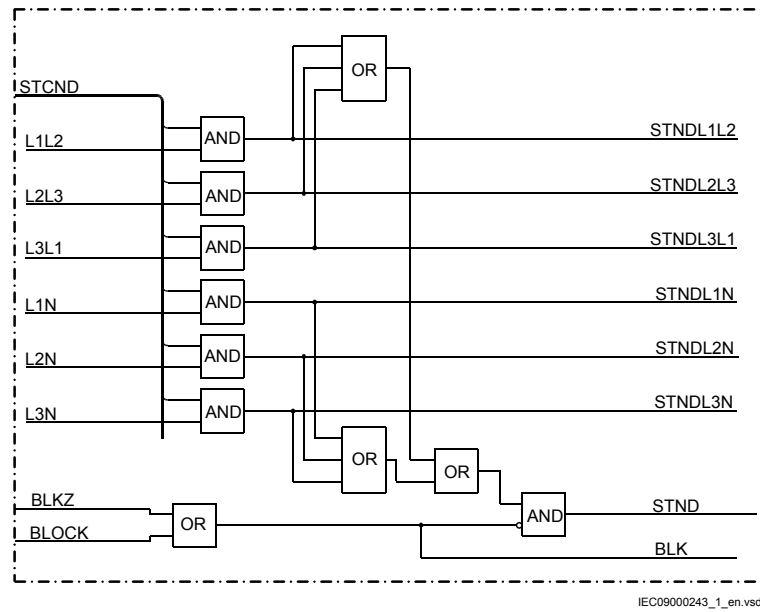 OR
STCND
L1L2
AND
STNDL1L2
L2L3
AND
STNDL2L3
L3L1
AND
STNDL3L1
L1N
AND
STNDL1N
L2N
AND
STNDL2N
L3N
AND
STNDL3N
OR
OR
BLKZ
BLOCK
OR
AND
STND
BLK
IEC09000243_1_en.vsd